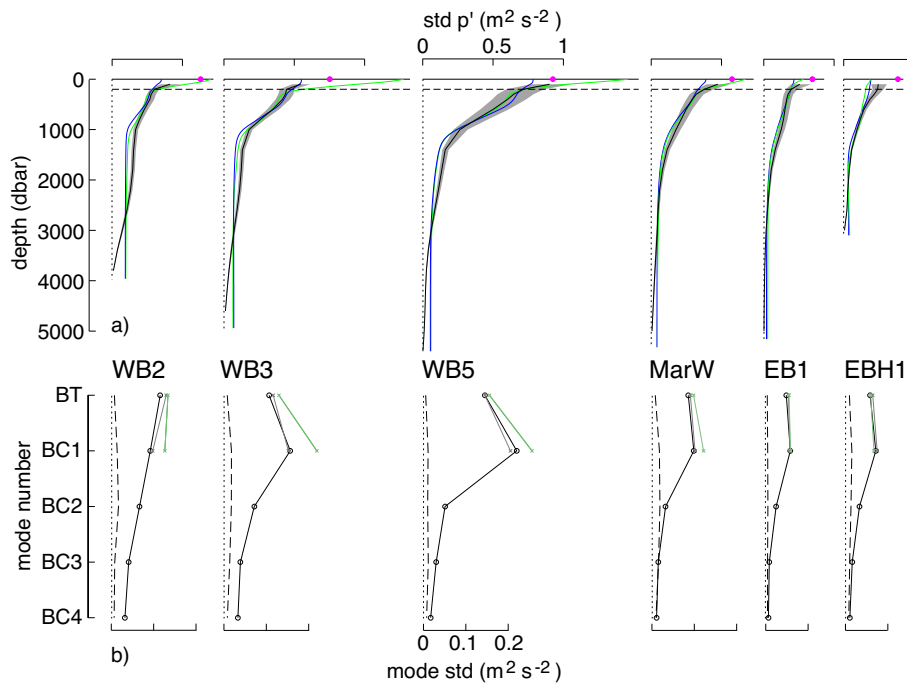 std p' (m² s⁻²)
0 0.5 1
0
1000
2000
3000
4000
5000
depth (dbar)
a)
WB2 WB3 WB5 MarW EB1 EBH1
BT
BC1
BC2
BC3
BC4
mode number
b)
0 0.1 0.2
mode std (m² s⁻²)